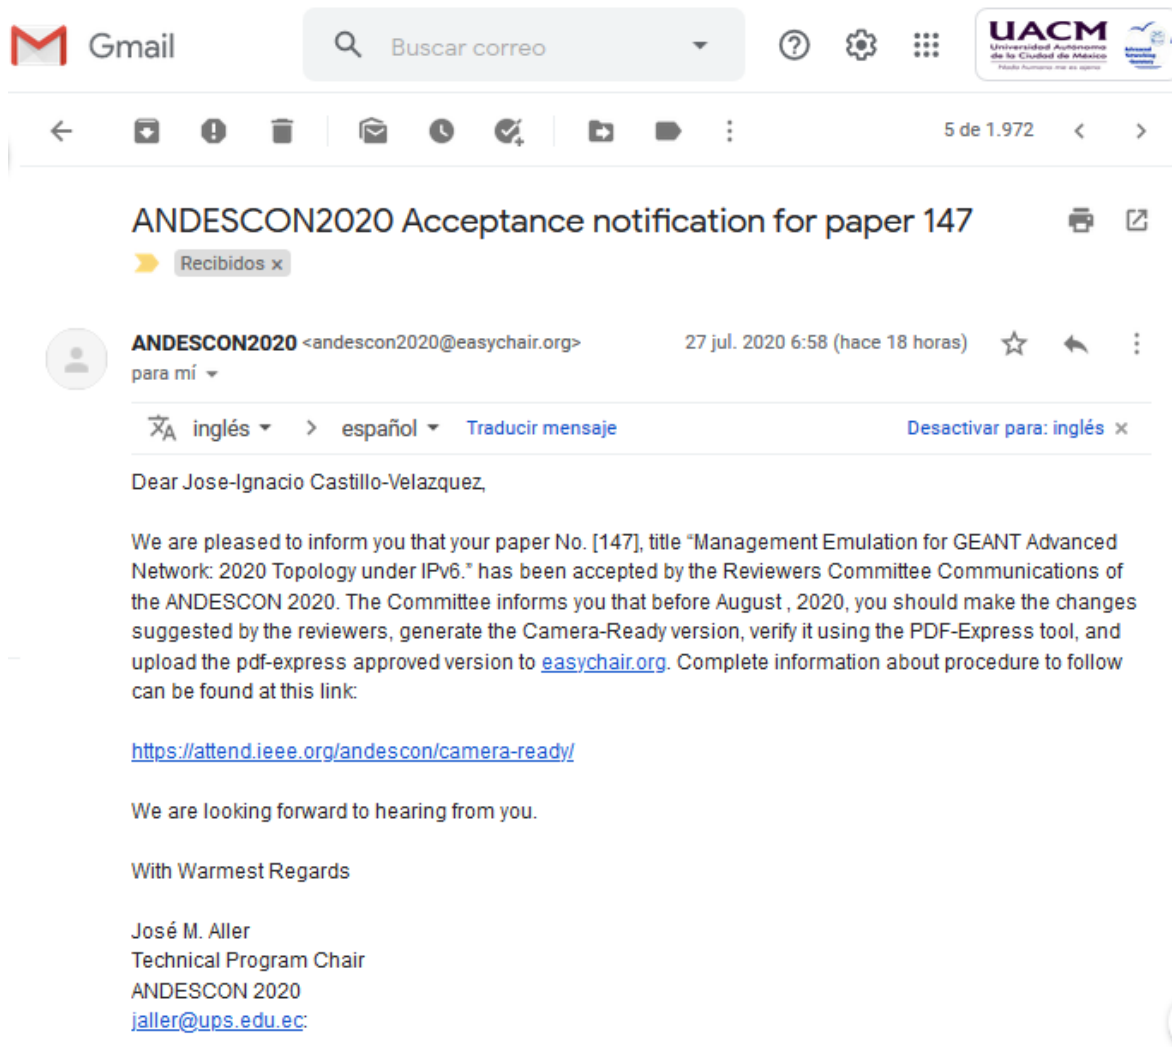 Gmail
Buscar correo
UACM
Universidad Autónoma
de la Ciudad de México
Nada humano me es ajeno
5 de 1.972
ANDESCON2020 Acceptance notification for paper 147
Recibidos x
ANDESCON2020 <andescon2020@easychair.org>
27 jul. 2020 6:58 (hace 18 horas)
para mí
inglés > español Traducir mensaje
Desactivar para: inglés x
Dear Jose-Ignacio Castillo-Velazquez,
We are pleased to inform you that your paper No. [147], title “Management Emulation for GEANT Advanced
Network: 2020 Topology under IPv6.” has been accepted by the Reviewers Committee Communications of
the ANDESCON 2020. The Committee informs you that before August , 2020, you should make the changes
suggested by the reviewers, generate the Camera-Ready version, verify it using the PDF-Express tool, and
upload the pdf-express approved version to easychair.org. Complete information about procedure to follow
can be found at this link:
https://attend.ieee.org/andescon/camera-ready/
We are looking forward to hearing from you.
With Warmest Regards
José M. Aller
Technical Program Chair
ANDESCON 2020
jaller@ups.edu.ec: